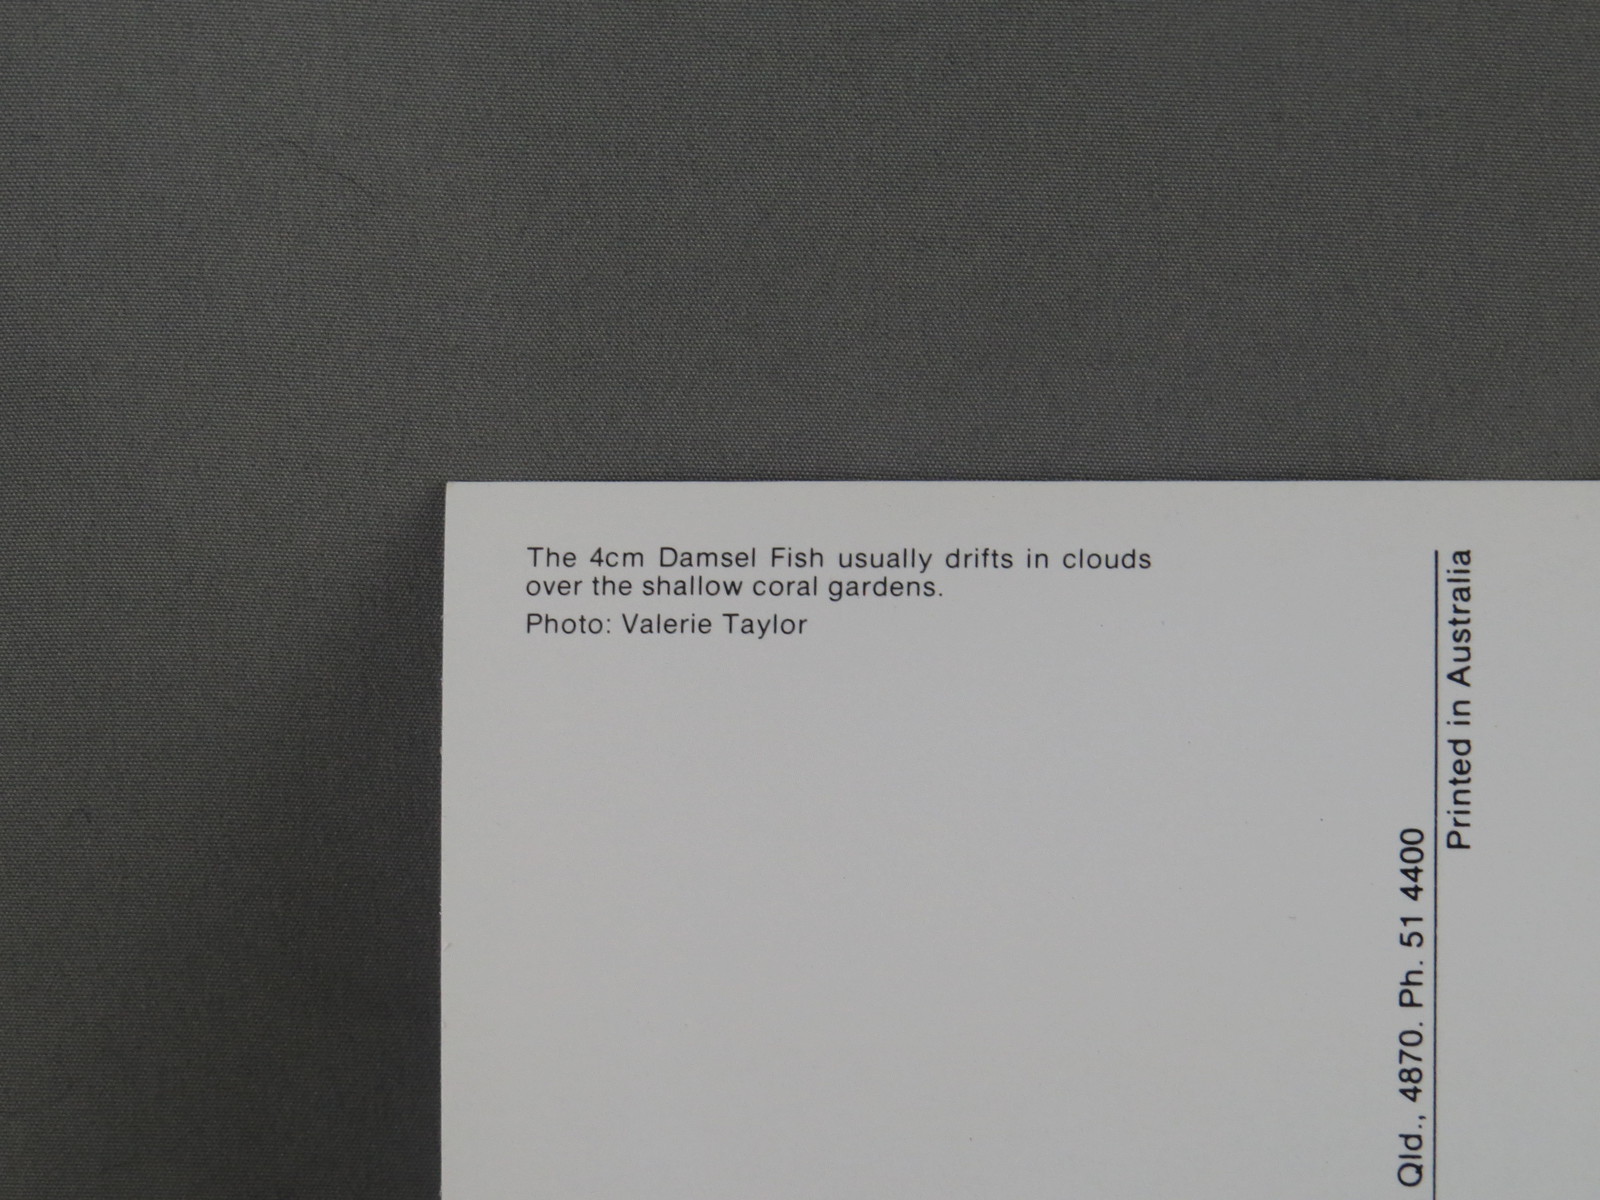 The 4cm Damsel Fish usually drifts in clouds
over the shallow coral gardens.
Photo: Valerie Taylor
Qld., 4870. Ph. 51 4400
Printed in Australia